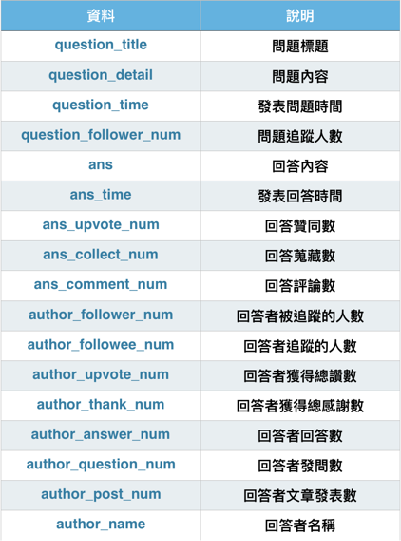 資料 說明
question_title 問題標題
question_detail 問題內容
question_time 發表問題時間
question_follower_num 問題追蹤人數
ans 回答內容
ans_time 發表回答時間
ans_upvote_num 回答贊同數
ans_collect_num 回答蒐藏數
ans_comment_num 回答評論數
author_follower_num 回答者被追蹤的人數
author_followee_num 回答者追蹤的人數
author_upvote_num 回答者獲得總讚數
author_thank_num 回答者獲得總感謝數
author_answer_num 回答者回答數
author_question_num 回答者發問數
author_post_num 回答者文章發表數
author_name 回答者名稱